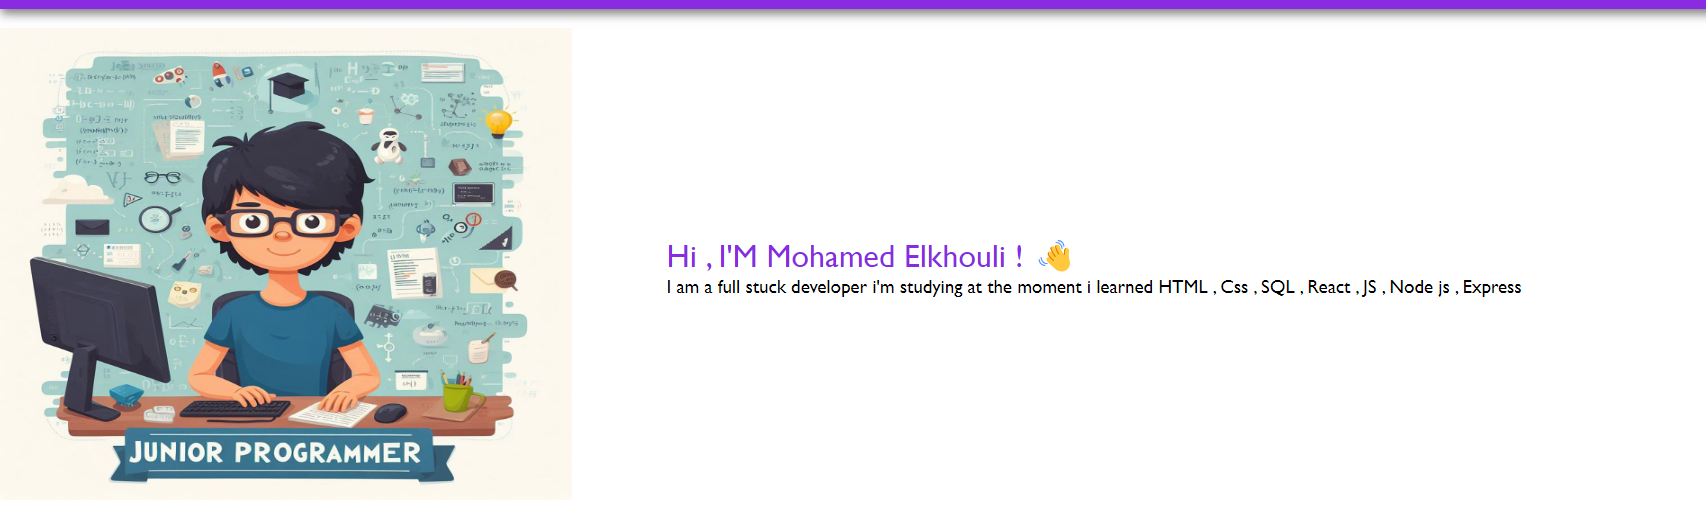 JUNIOR PROGRAMMER
Hi , I'M Mohamed Elkhouli ! 👋
I am a full stuck developer i'm studying at the moment i learned HTML , Css , SQL , React , JS , Node js , Express